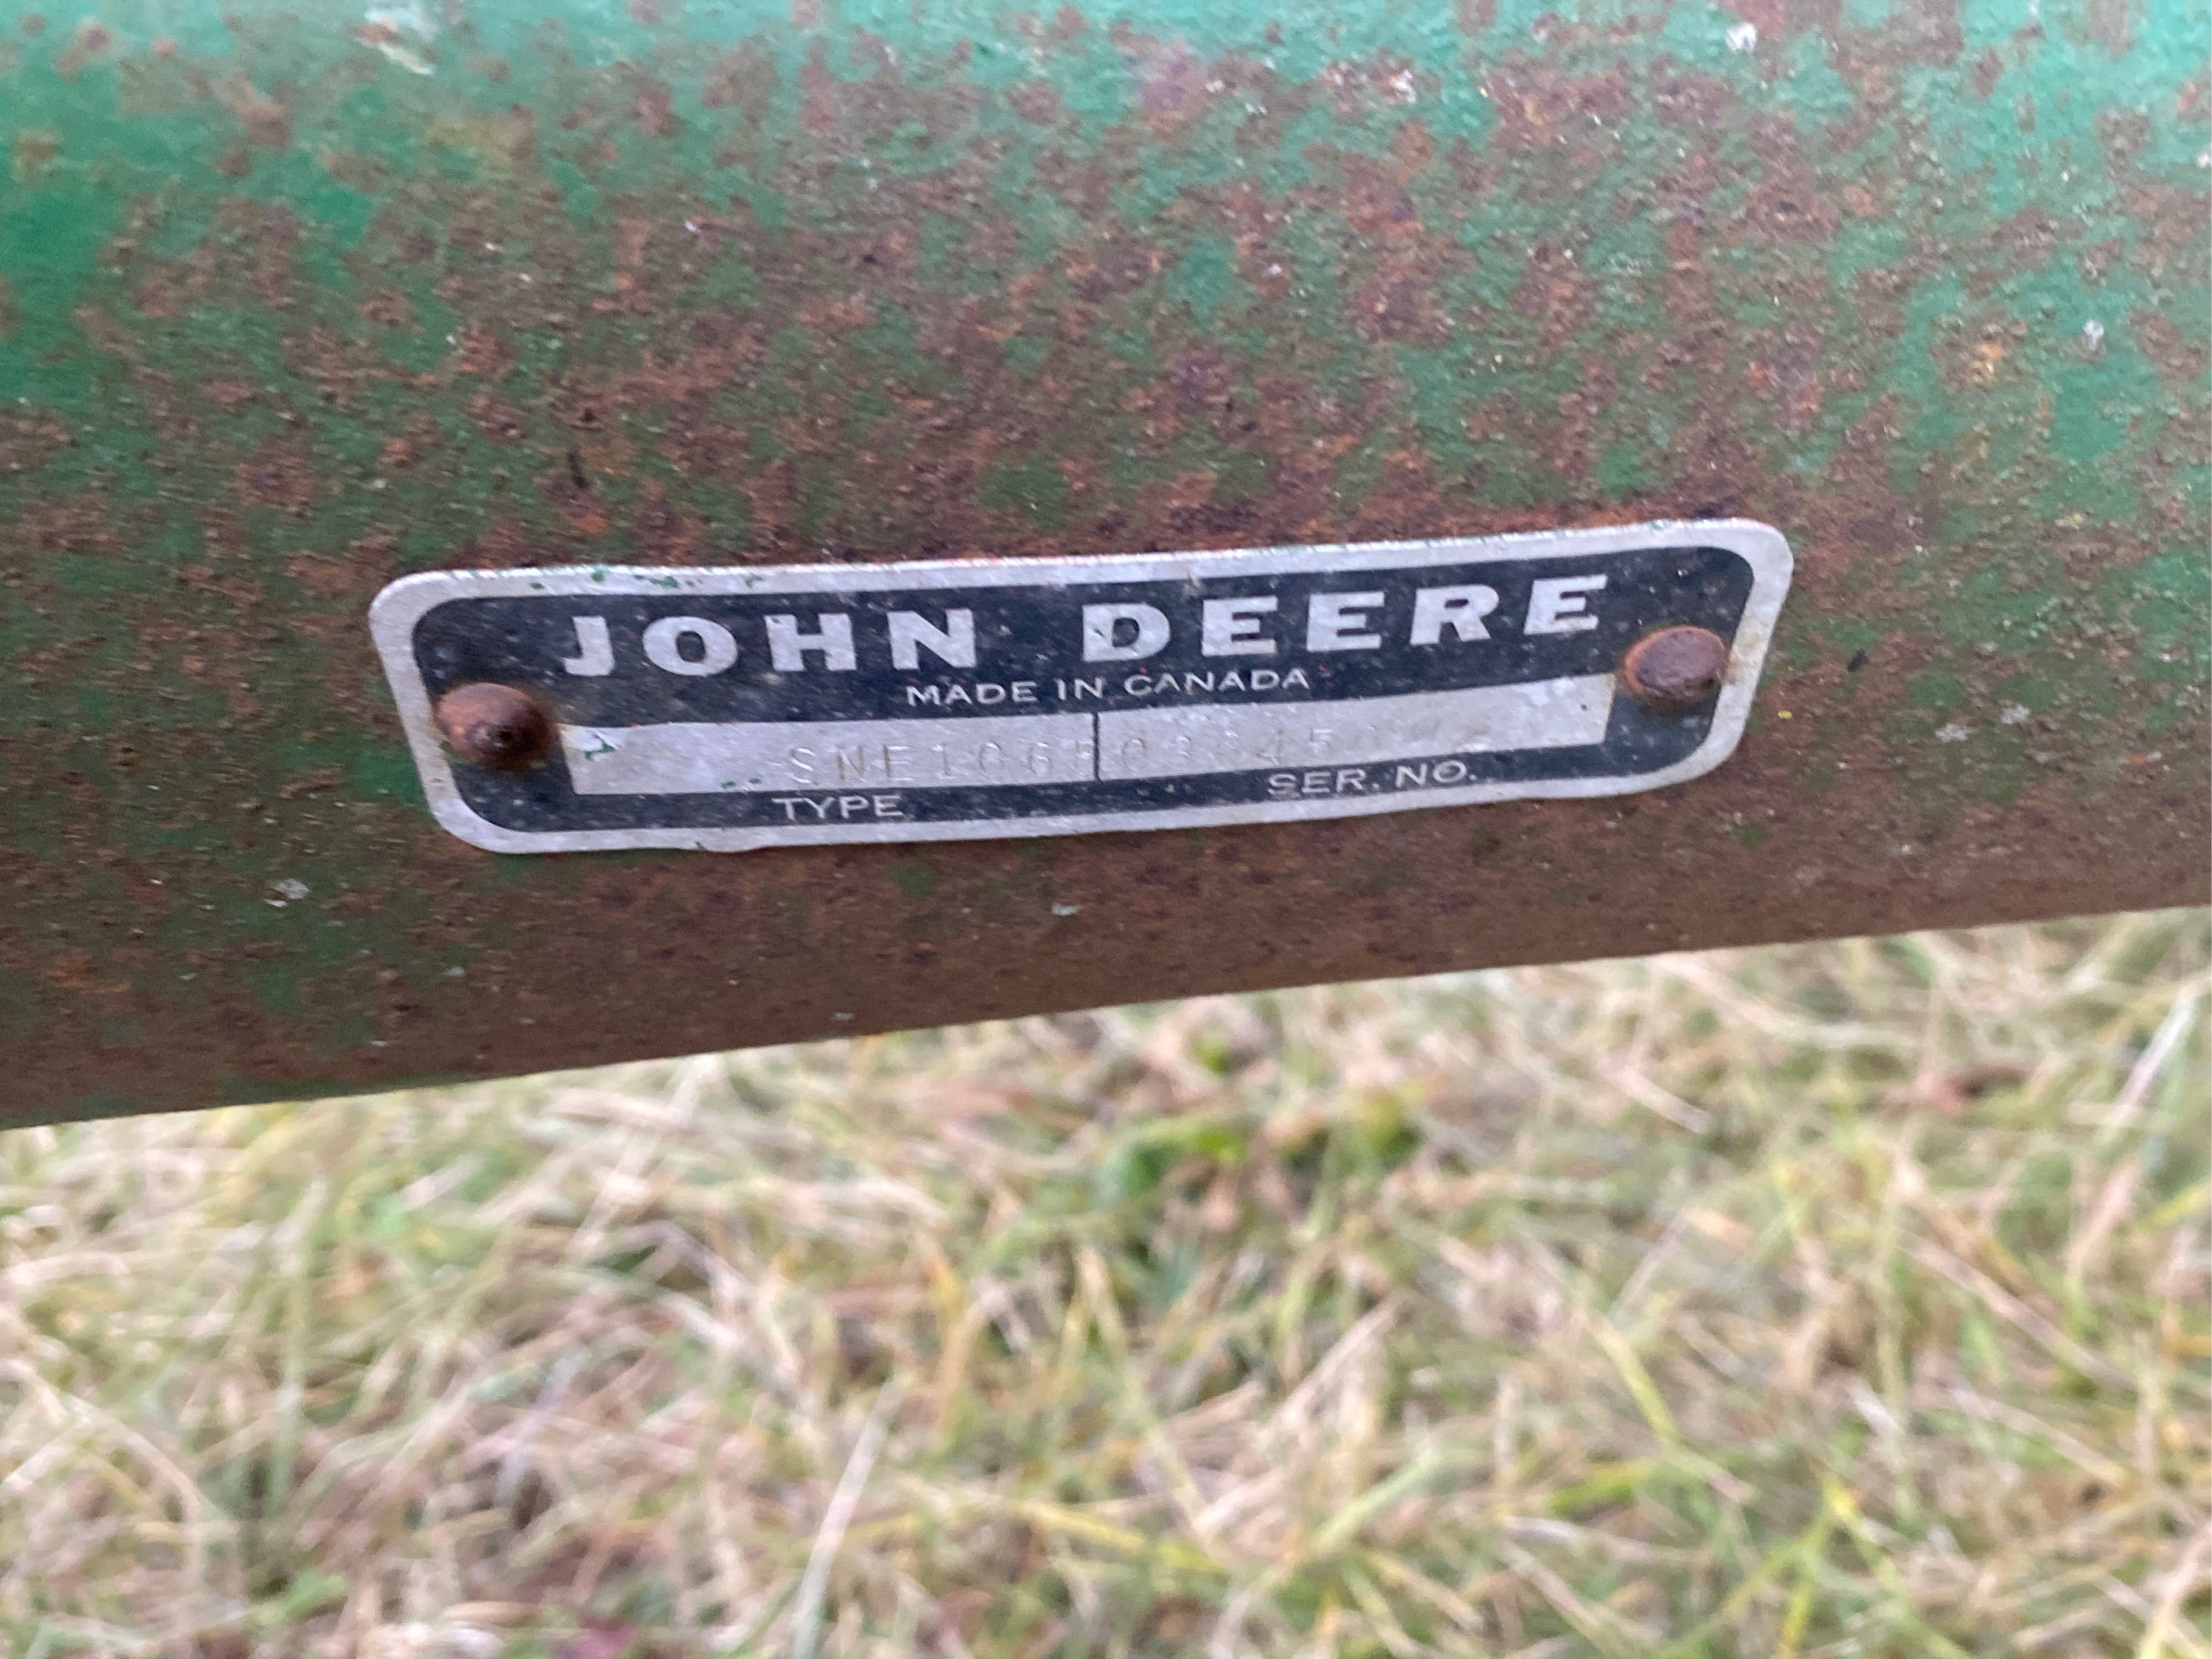 JOHN DEERE
MADE IN CANADA
TYPE SER. NO.